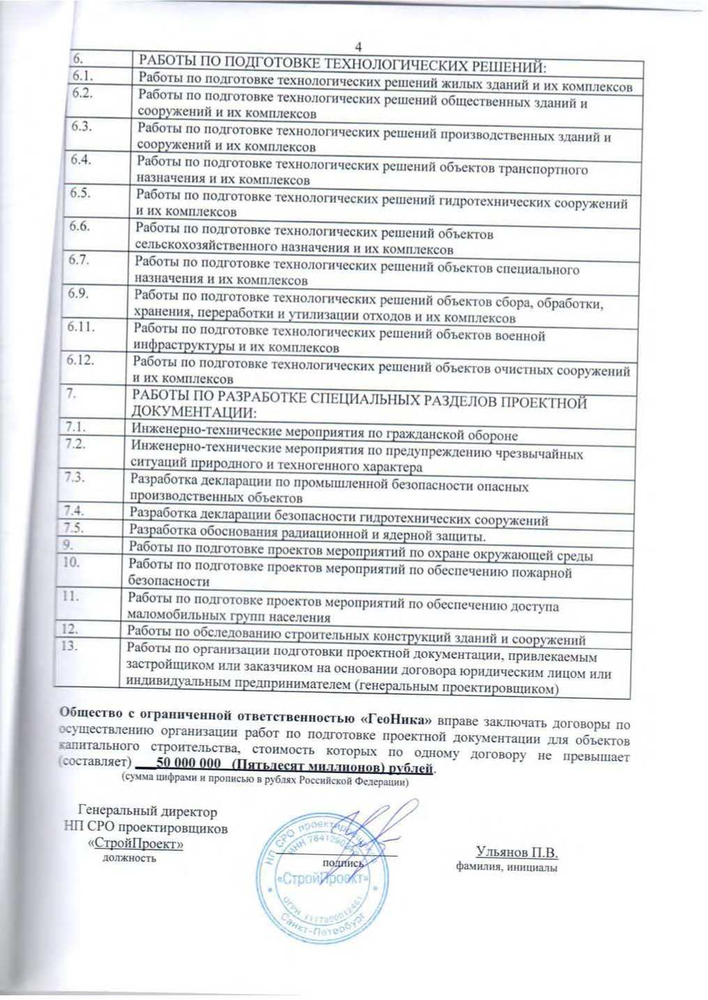 4
6. РАБОТЫ ПО ПОДГОТОВКЕ ТЕХНОЛОГИЧЕСКИХ РЕШЕНИЙ:
6.1. Работы по подготовке технологических решений жилых зданий и их комплексов
6.2. Работы по подготовке технологических решений общественных зданий и
сооружений и их комплексов
6.3. Работы по подготовке технологических решений производственных зданий и
сооружений и их комплексов
6.4. Работы по подготовке технологических решений объектов транспортного
назначения и их комплексов
6.5. Работы по подготовке технологических решений гидротехнических сооружений
и их комплексов
6.6. Работы по подготовке технологических решений объектов
сельскохозяйственного назначения и их комплексов
6.7. Работы по подготовке технологических решений объектов специального
назначения и их комплексов
6.9. Работы по подготовке технологических решений объектов сбора, обработки,
хранения, переработки и утилизации отходов и их комплексов
6.11. Работы по подготовке технологических решений объектов военной
инфраструктуры и их комплексов
6.12. Работы по подготовке технологических решений объектов очистных сооружений
и их комплексов
7. РАБОТЫ ПО РАЗРАБОТКЕ СПЕЦИАЛЬНЫХ РАЗДЕЛОВ ПРОЕКТНОЙ
ДОКУМЕНТАЦИИ:
7.1. Инженерно-технические мероприятия по гражданской обороне
7.2. Инженерно-технические мероприятия по предупреждению чрезвычайных
ситуаций природного и техногенного характера
7.3. Разработка декларации по промышленной безопасности опасных
производственных объектов
7.4. Разработка декларации безопасности гидротехнических сооружений
7.5. Разработка обоснования радиационной и ядерной защиты.
9. Работы по подготовке проектов мероприятий по охране окружающей среды
10. Работы по подготовке проектов мероприятий по обеспечению пожарной
безопасности
11. Работы по подготовке проектов мероприятий по обеспечению доступа
маломобильных групп населения
12. Работы по обследованию строительных конструкций зданий и сооружений
13. Работы по организации подготовки проектной документации, привлекаемым
застройщиком или заказчиком на основании договора юридическим лицом или
индивидуальным предпринимателем (генеральным проектировщиком)
Общество с ограниченной ответственностью «ГеоНика» вправе заключать договоры по
осуществлению организации работ по подготовке проектной документации для объектов
капитального строительства, стоимость которых по одному договору не превышает
(составляет) 50 000 000 (Пятьдесят миллионов) рублей.
(сумма цифрами и прописью в рублях Российской Федерации)
Генеральный директор
НП СРО проектировщиков
«СтройПроект»
должность
подпись
Ульянов П.В.
фамилия, инициалы
НП СРО проектировщиков
ИНН
«СтройПроект»
ОГРН 1117800012461
Санкт-Петербург